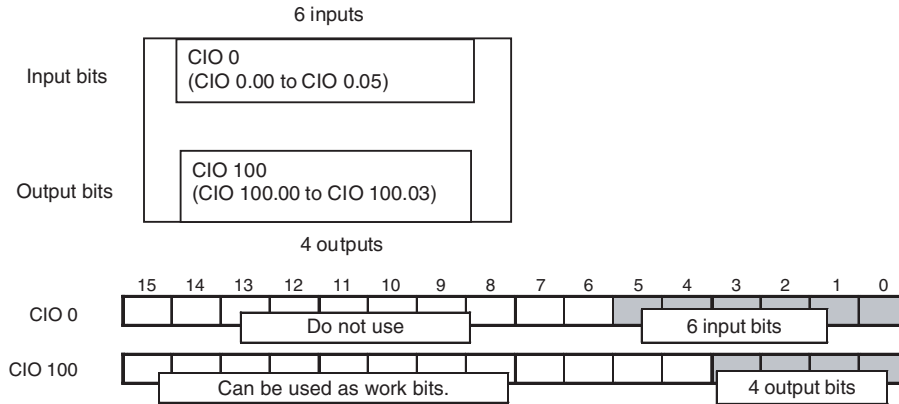 6 inputs
Input bits
CIO 0
(CIO 0.00 to CIO 0.05)
Output bits
CIO 100
(CIO 100.00 to CIO 100.03)
4 outputs
15 14 13 12 11 10 9 8 7 6 5 4 3 2 1 0
CIO 0
Do not use
6 input bits
CIO 100
Can be used as work bits.
4 output bits